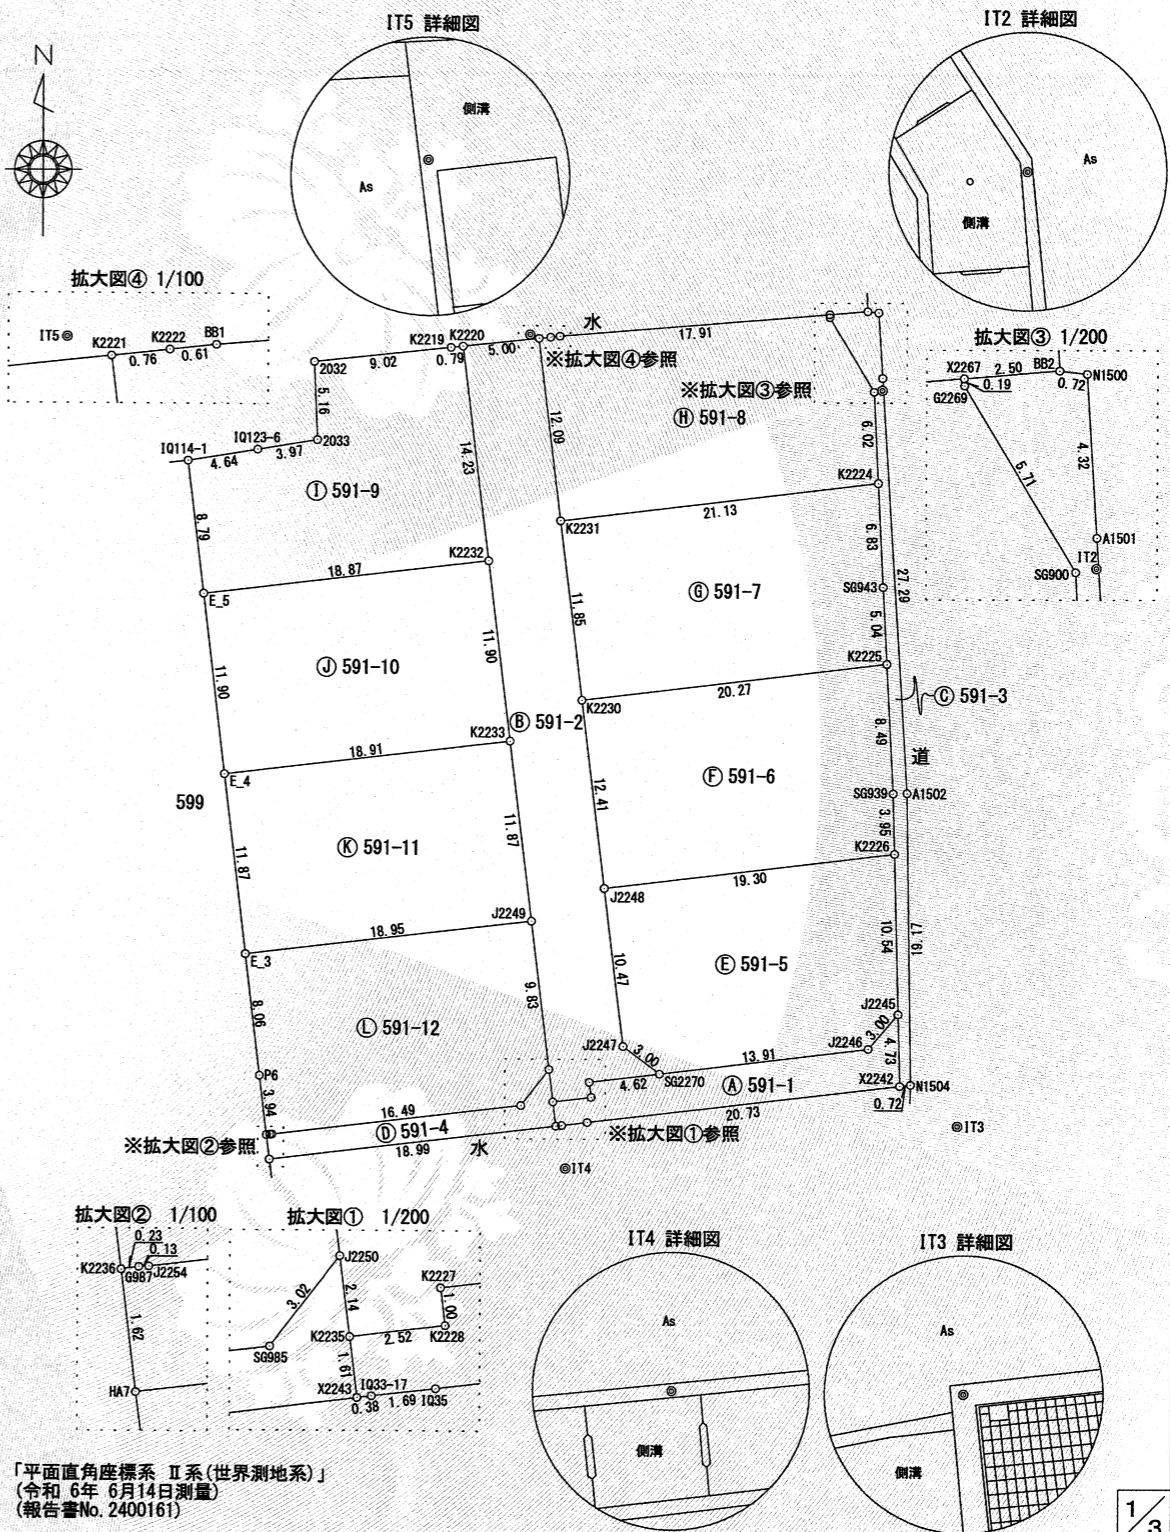 IT5 詳細図
側溝
As
IT2 詳細図
As
側溝
N
拡大図④ 1/100
IT5
K2221
K2222
BB1
0.76
0.61
水
17.91
K2219
K2220
9.02
0.79
5.00
※拡大図④参照
2032
5.16
※拡大図③参照
拡大図③ 1/200
X2267
2.50
BB2
N1500
0.19
0.72
G2269
5.71
4.32
A1501
IT2
SG900
IQ114-1
IQ123-6
2033
4.64
3.97
Ⓘ 591-9
Ⓗ 591-8
12.09
14.23
6.02
K2224
K2231
21.13
8.79
K2232
18.87
E_5
6.83
27.29
SG943
Ⓖ 591-7
11.85
5.04
K2225
11.90
11.90
Ⓙ 591-10
20.27
K2230
Ⓒ 591-3
Ⓑ 591-2
K2233
8.49
道
18.91
E_4
599
12.41
Ⓕ 591-6
SG939
A1502
3.95
11.87
11.87
Ⓚ 591-11
K2226
19.30
J2248
J2249
18.95
E_3
10.54
19.17
10.47
Ⓔ 591-5
9.83
8.06
Ⓛ 591-12
J2245
J2247
3.00
J2246
3.00
13.91
4.73
P6
4.62
SG2270
Ⓐ 591-1
X2242
N1504
0.72
3.94
16.49
20.73
※拡大図②参照
Ⓓ 591-4
18.99
水
※拡大図①参照
IT3
IT4
拡大図② 1/100
0.23
0.13
K2236
G987
J2254
1.62
HA7
拡大図① 1/200
J2250
3.02
2.14
K2227
1.00
K2235
2.52
K2228
SG985
1.61
X2243
IQ33-17
0.38
1.69
IQ35
IT4 詳細図
As
側溝
IT3 詳細図
As
側溝
「平面直角座標系 Ⅱ系(世界測地系)」
(令和 6年 6月14日測量)
(報告書No.2400161)
1/3